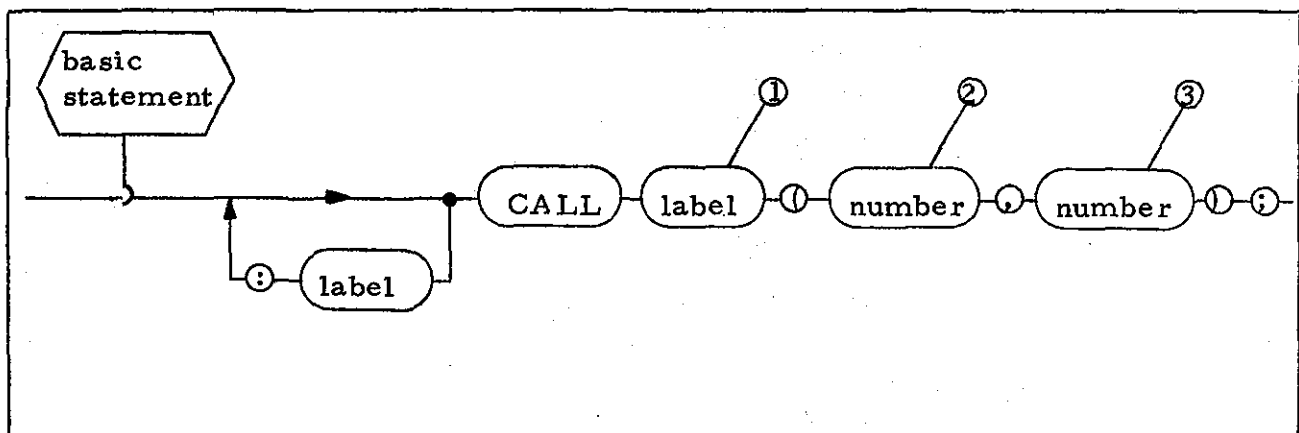 basic
statement
① ② ③
CALL label ( number , number ) ;
: label